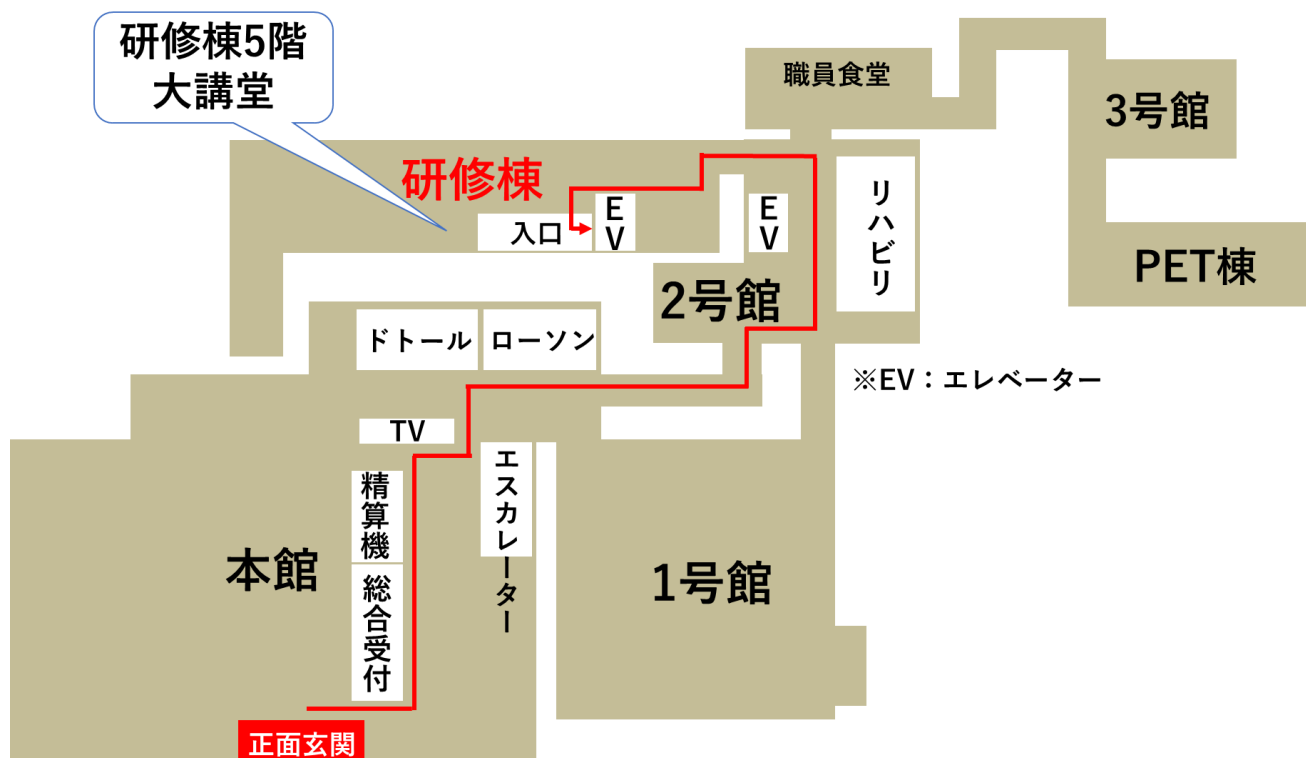 研修棟5階
大講堂
職員食堂
3号館
研修棟
リハビリ
EV
EV
入口
PET棟
2号館
ドトール
ローソン
※EV：エレベーター
TV
エスカレーター
精算機
本館
1号館
総合受付
正面玄関